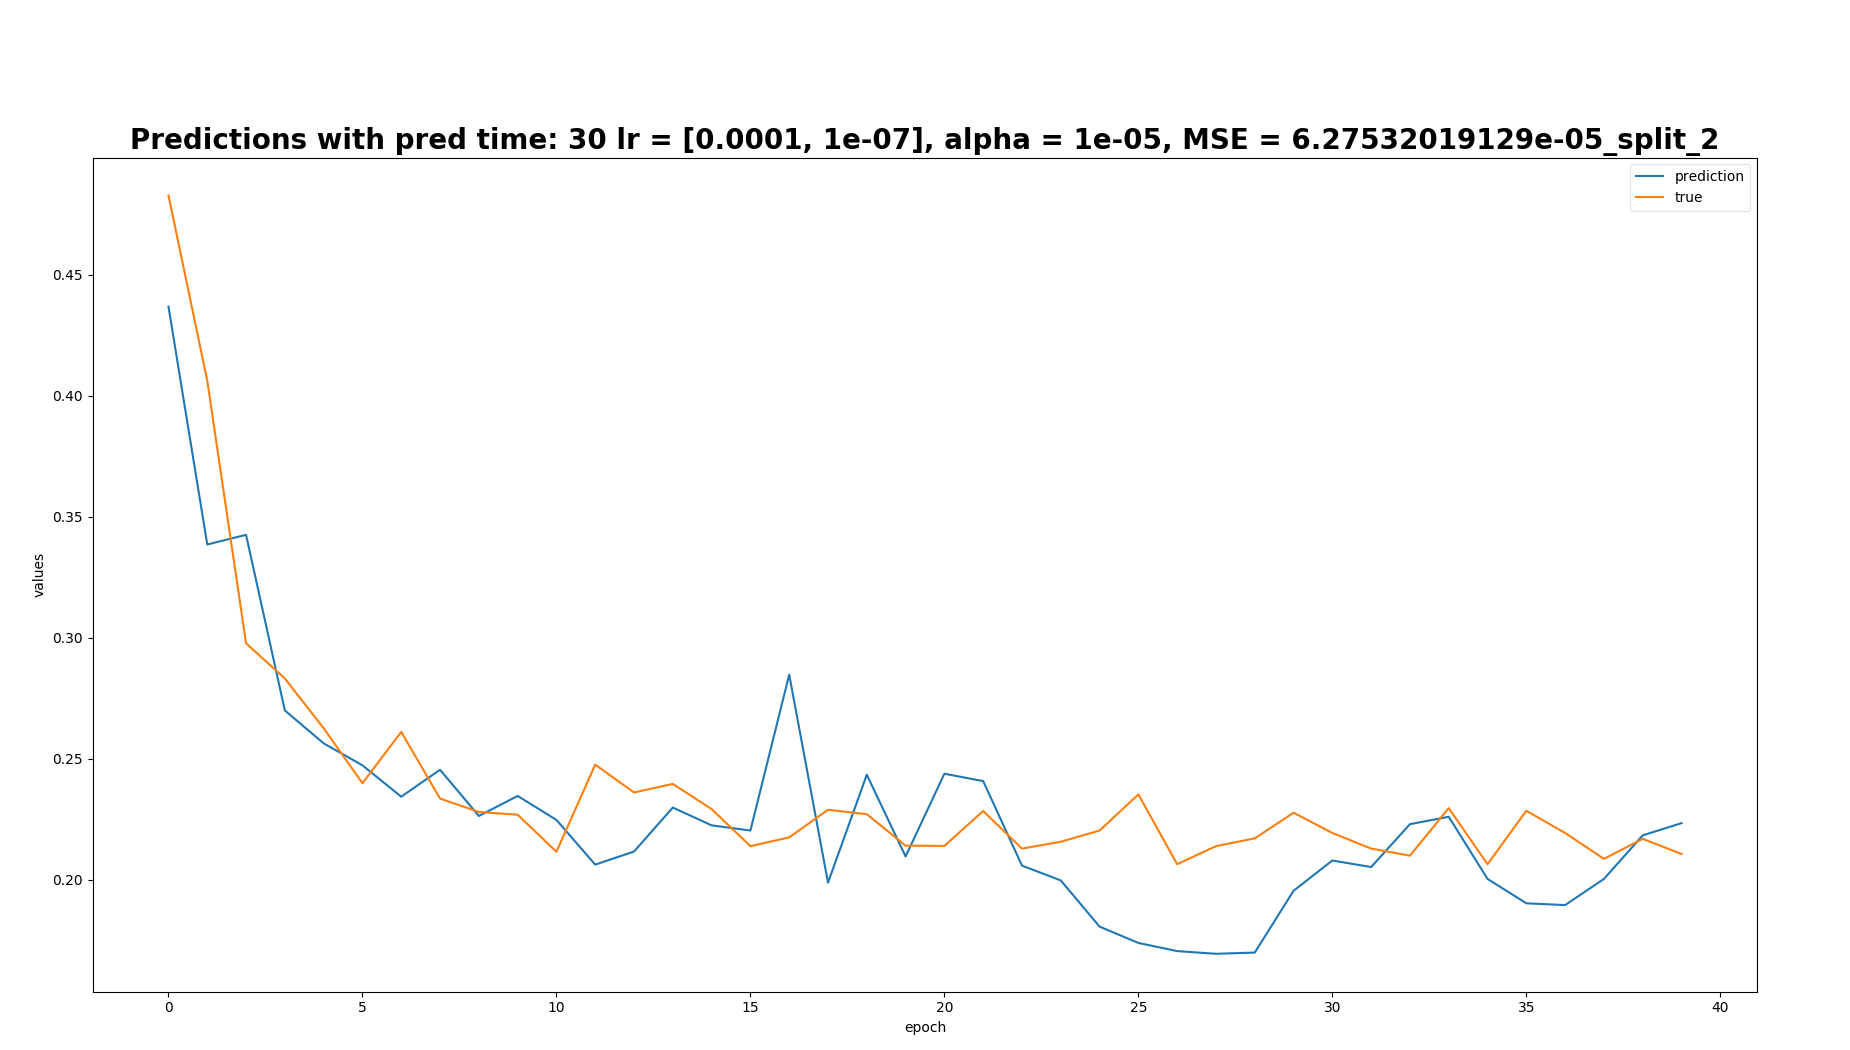 Predictions with pred time: 30 lr = [0.0001, 1e-07], alpha = 1e-05, MSE = 6.27532019129e-05_split_2
prediction
true
values
0.45
0.40
0.35
0.30
0.25
0.20
0 5 10 15 20 25 30 35 40
epoch